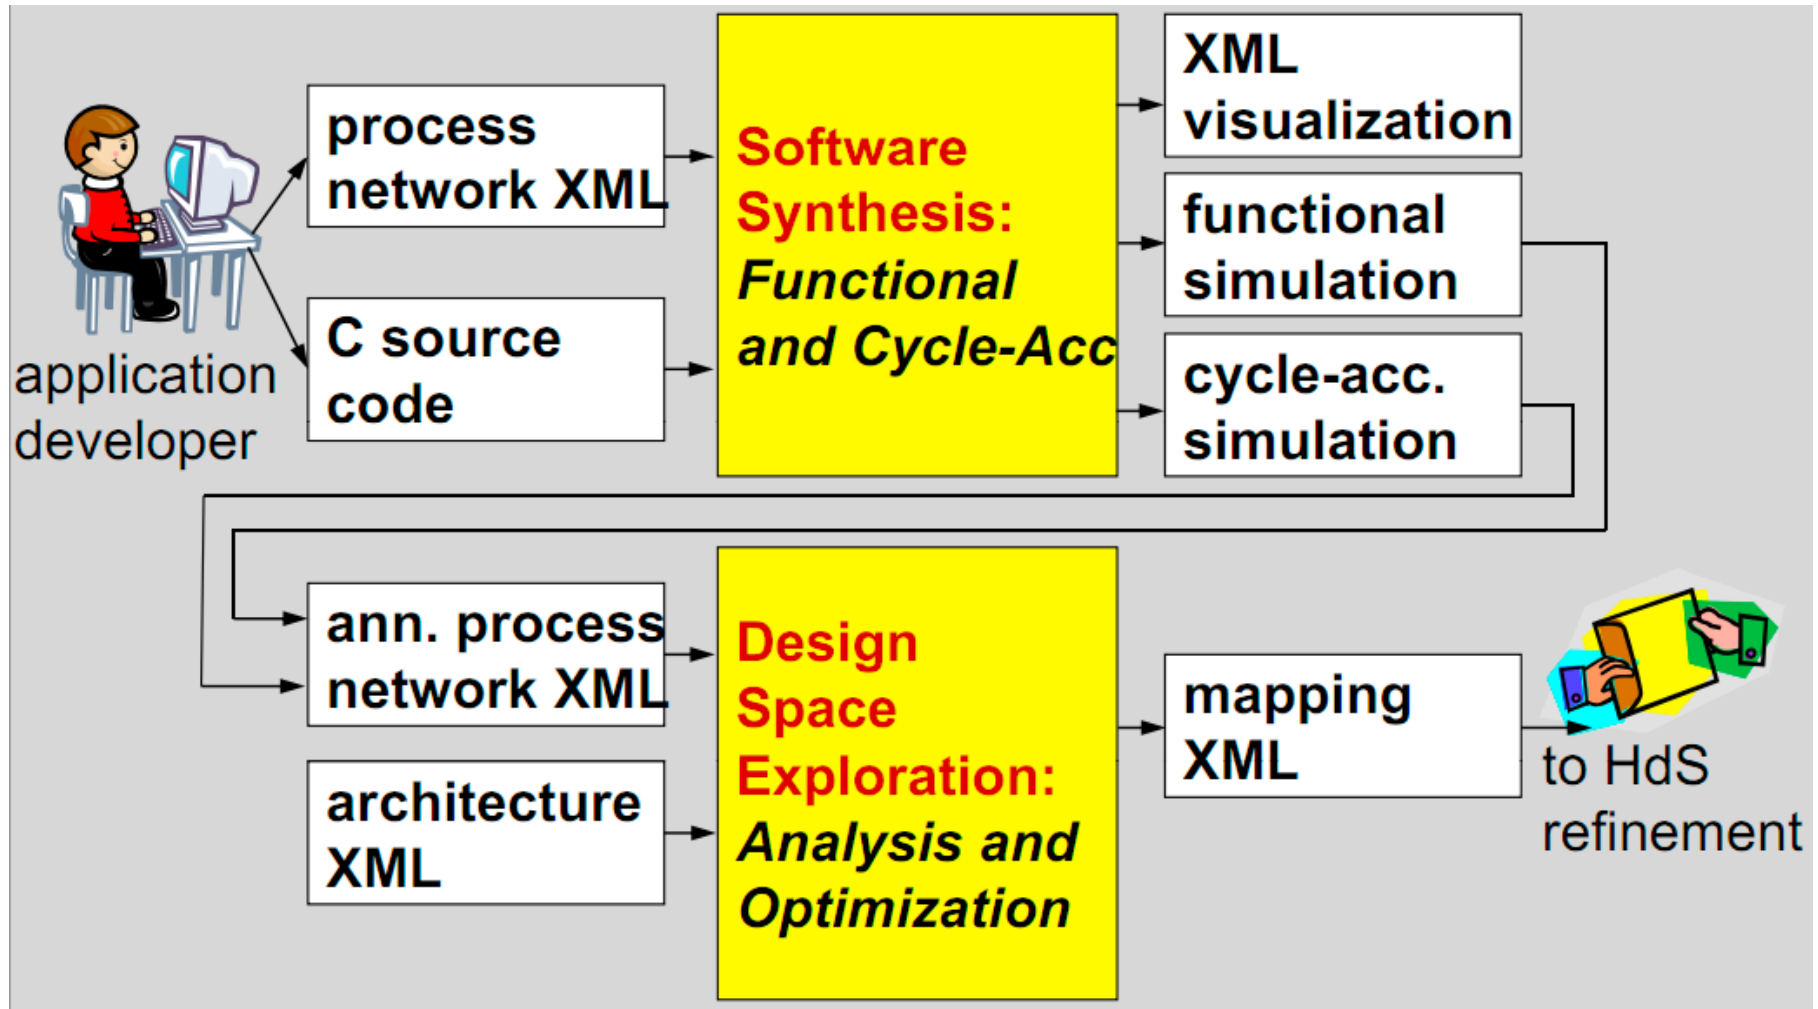 application
developer
process
network XML
C source
code
Software
Synthesis:
Functional
and Cycle-Acc
XML
visualization
functional
simulation
cycle-acc.
simulation
ann. process
network XML
architecture
XML
Design
Space
Exploration:
Analysis and
Optimization
mapping
XML
to HdS
refinement